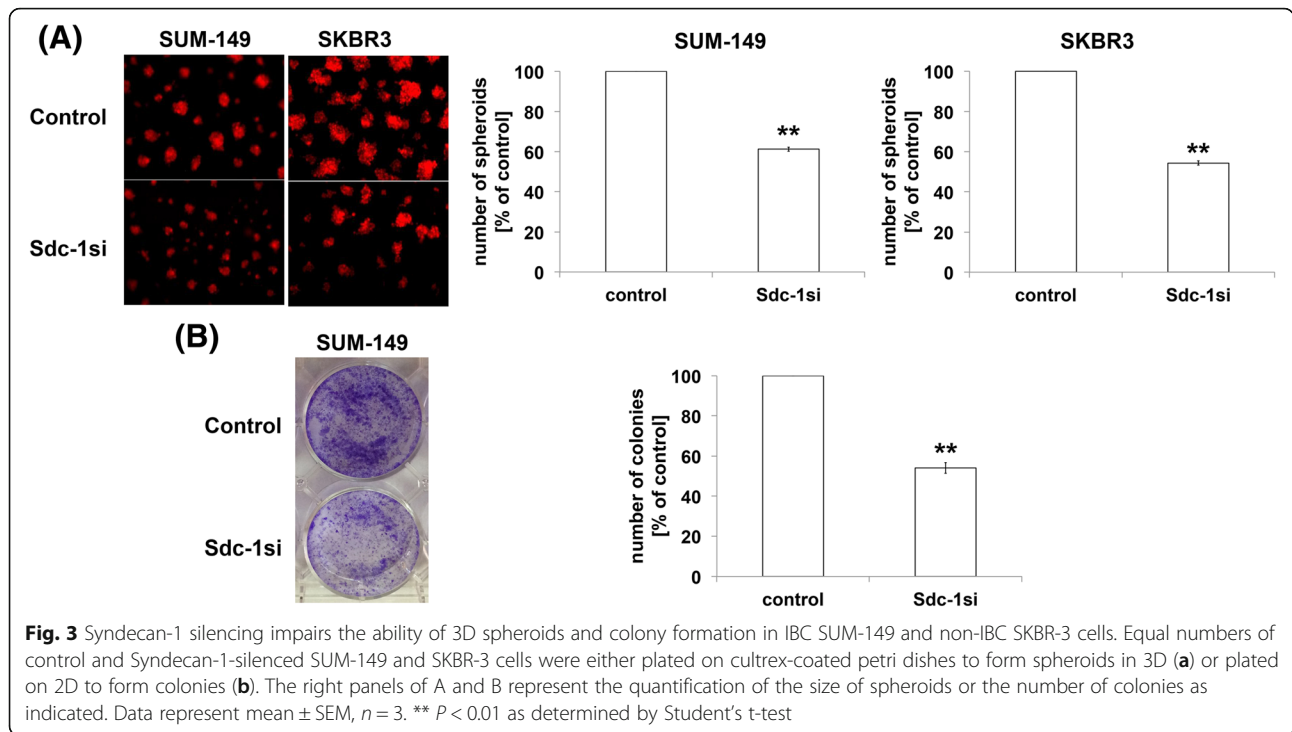 (A)
SUM-149 SKBR3
Control
Sdc-1si
SUM-149
number of spheroids
[% of control]
100
80
60
40
20
0
**
control Sdc-1si
SKBR3
number of spheroids
[% of control]
100
80
60
40
20
0
**
control Sdc-1si
(B)
SUM-149
Control
Sdc-1si
number of colonies
[% of control]
100
80
60
40
20
0
**
control Sdc-1si
Fig. 3 Syndecan-1 silencing impairs the ability of 3D spheroids and colony formation in IBC SUM-149 and non-IBC SKBR-3 cells. Equal numbers of
control and Syndecan-1-silenced SUM-149 and SKBR-3 cells were either plated on cultrex-coated petri dishes to form spheroids in 3D (a) or plated
on 2D to form colonies (b). The right panels of A and B represent the quantification of the size of spheroids or the number of colonies as
indicated. Data represent mean ± SEM, n = 3. ** P < 0.01 as determined by Student's t-test